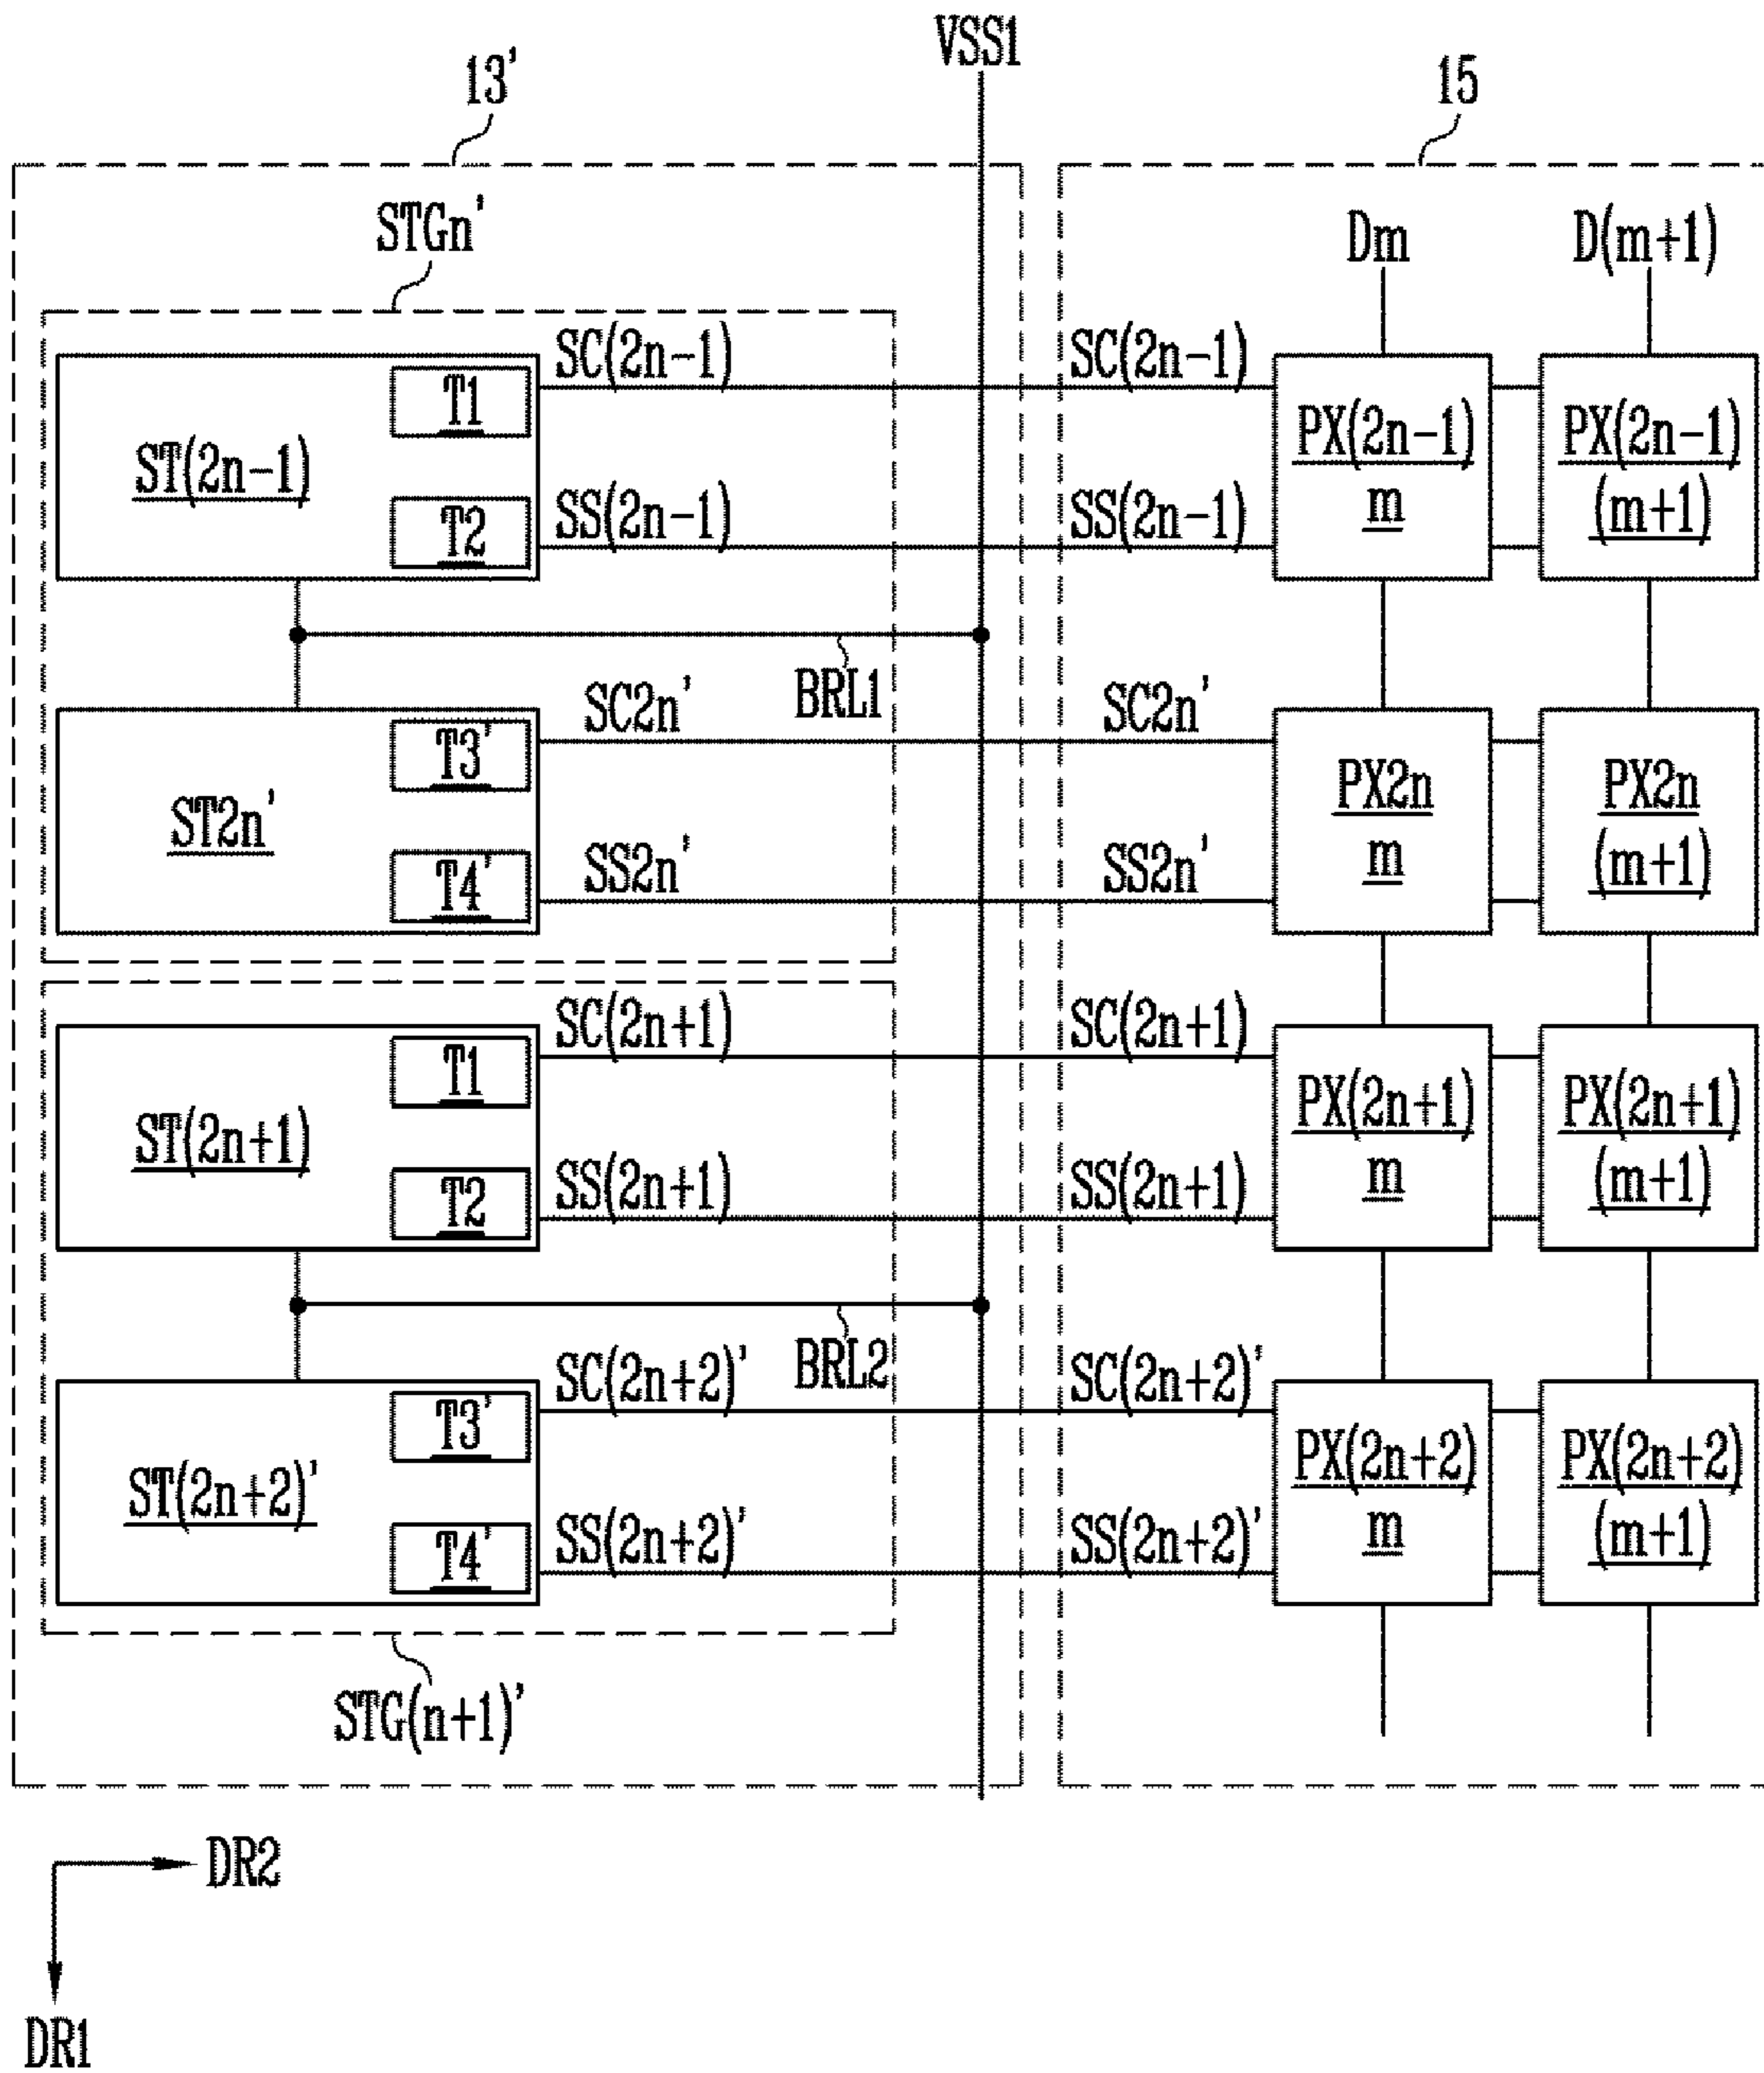 VSS1
13'
15
STGn'
Dm
D(m+1)
SC(2n-1)
SC(2n-1)
T1
ST(2n-1)
PX(2n-1)
m
PX(2n-1)
(m+1)
T2
SS(2n-1)
SS(2n-1)
BRL1
SC2n'
SC2n'
T3'
ST2n'
PX2n
m
PX2n
(m+1)
T4'
SS2n'
SS2n'
SC(2n+1)
SC(2n+1)
T1
ST(2n+1)
PX(2n+1)
m
PX(2n+1)
(m+1)
T2
SS(2n+1)
SS(2n+1)
BRL2
SC(2n+2)'
SC(2n+2)'
T3'
ST(2n+2)'
PX(2n+2)
m
PX(2n+2)
(m+1)
T4'
SS(2n+2)'
SS(2n+2)'
STG(n+1)'
DR2
DR1